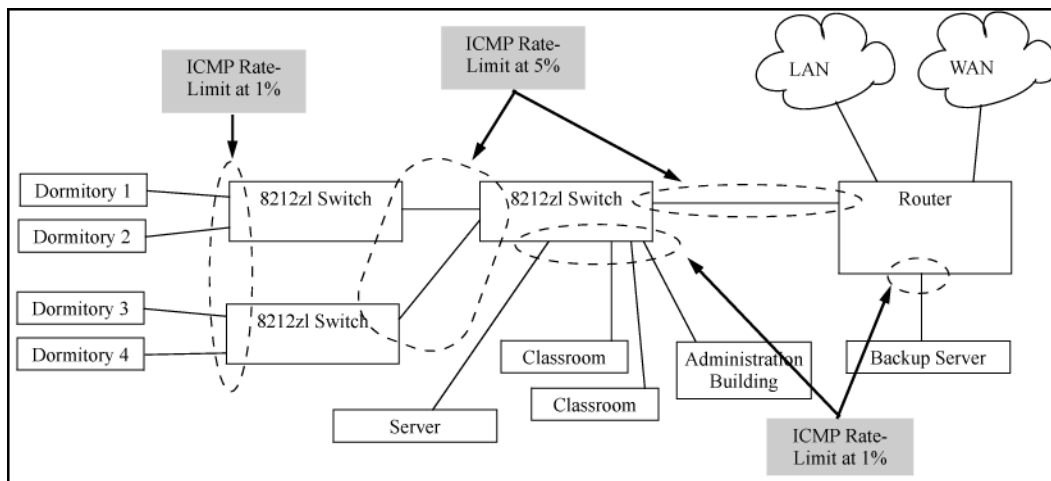 ICMP Rate-
Limit at 1%
ICMP Rate-
Limit at 5%
LAN
WAN
Dormitory 1
Dormitory 2
8212zl Switch
8212zl Switch
Router
Dormitory 3
Dormitory 4
8212zl Switch
Classroom
Administration
Building
Backup Server
Classroom
Server
ICMP Rate-
Limit at 1%